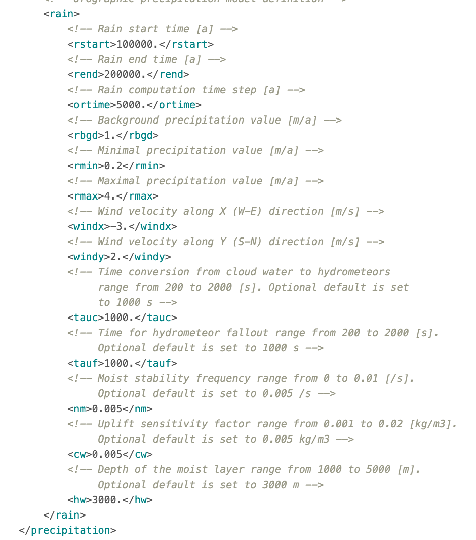 <!-- Orographic precipitation model definition -->
<rain>
<!-- Rain start time [a] -->
<rstart>100000.</rstart>
<!-- Rain end time [a] -->
<rend>200000.</rend>
<!-- Rain computation time step [a] -->
<ortime>5000.</ortime>
<!-- Background precipitation value [m/a] -->
<rbgd>1.</rbgd>
<!-- Minimal precipitation value [m/a] -->
<rmin>0.2</rmin>
<!-- Maximal precipitation value [m/a] -->
<rmax>4.</rmax>
<!-- Wind velocity along X (W-E) direction [m/s] -->
<windx>-3.</windx>
<!-- Wind velocity along Y (S-N) direction [m/s] -->
<windy>2.</windy>
<!-- Time conversion from cloud water to hydrometeors
range from 200 to 2000 [s]. Optional default is set
to 1000 s -->
<tauc>1000.</tauc>
<!-- Time for hydrometeor fallout range from 200 to 2000 [s].
Optional default is set to 1000 s -->
<tauf>1000.</tauf>
<!-- Moist stability frequency range from 0 to 0.01 [/s].
Optional default is set to 0.005 /s -->
<nm>0.005</nm>
<!-- Uplift sensitivity factor range from 0.001 to 0.02 [kg/m3].
Optional default is set to 0.005 kg/m3 -->
<cw>0.005</cw>
<!-- Depth of the moist layer range from 1000 to 5000 [m].
Optional default is set to 3000 m -->
<hw>3000.</hw>
</rain>
</precipitation>